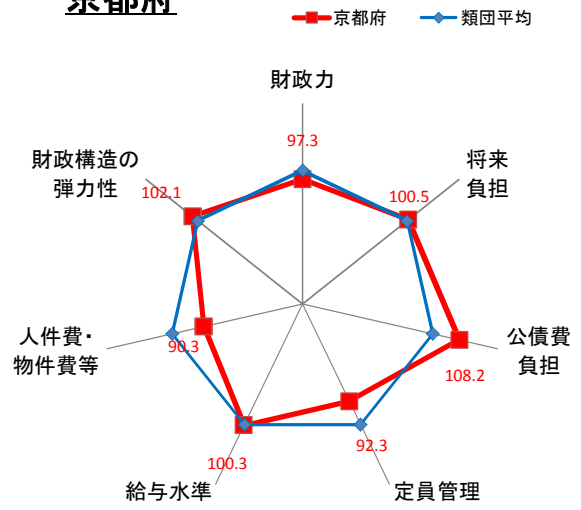 京都府
京都府
類団平均
財政力
97.3
財政構造の
弾力性
102.1
将来
負担
100.5
人件費・
物件費等
90.3
公債費
負担
108.2
給与水準
100.3
定員管理
92.3